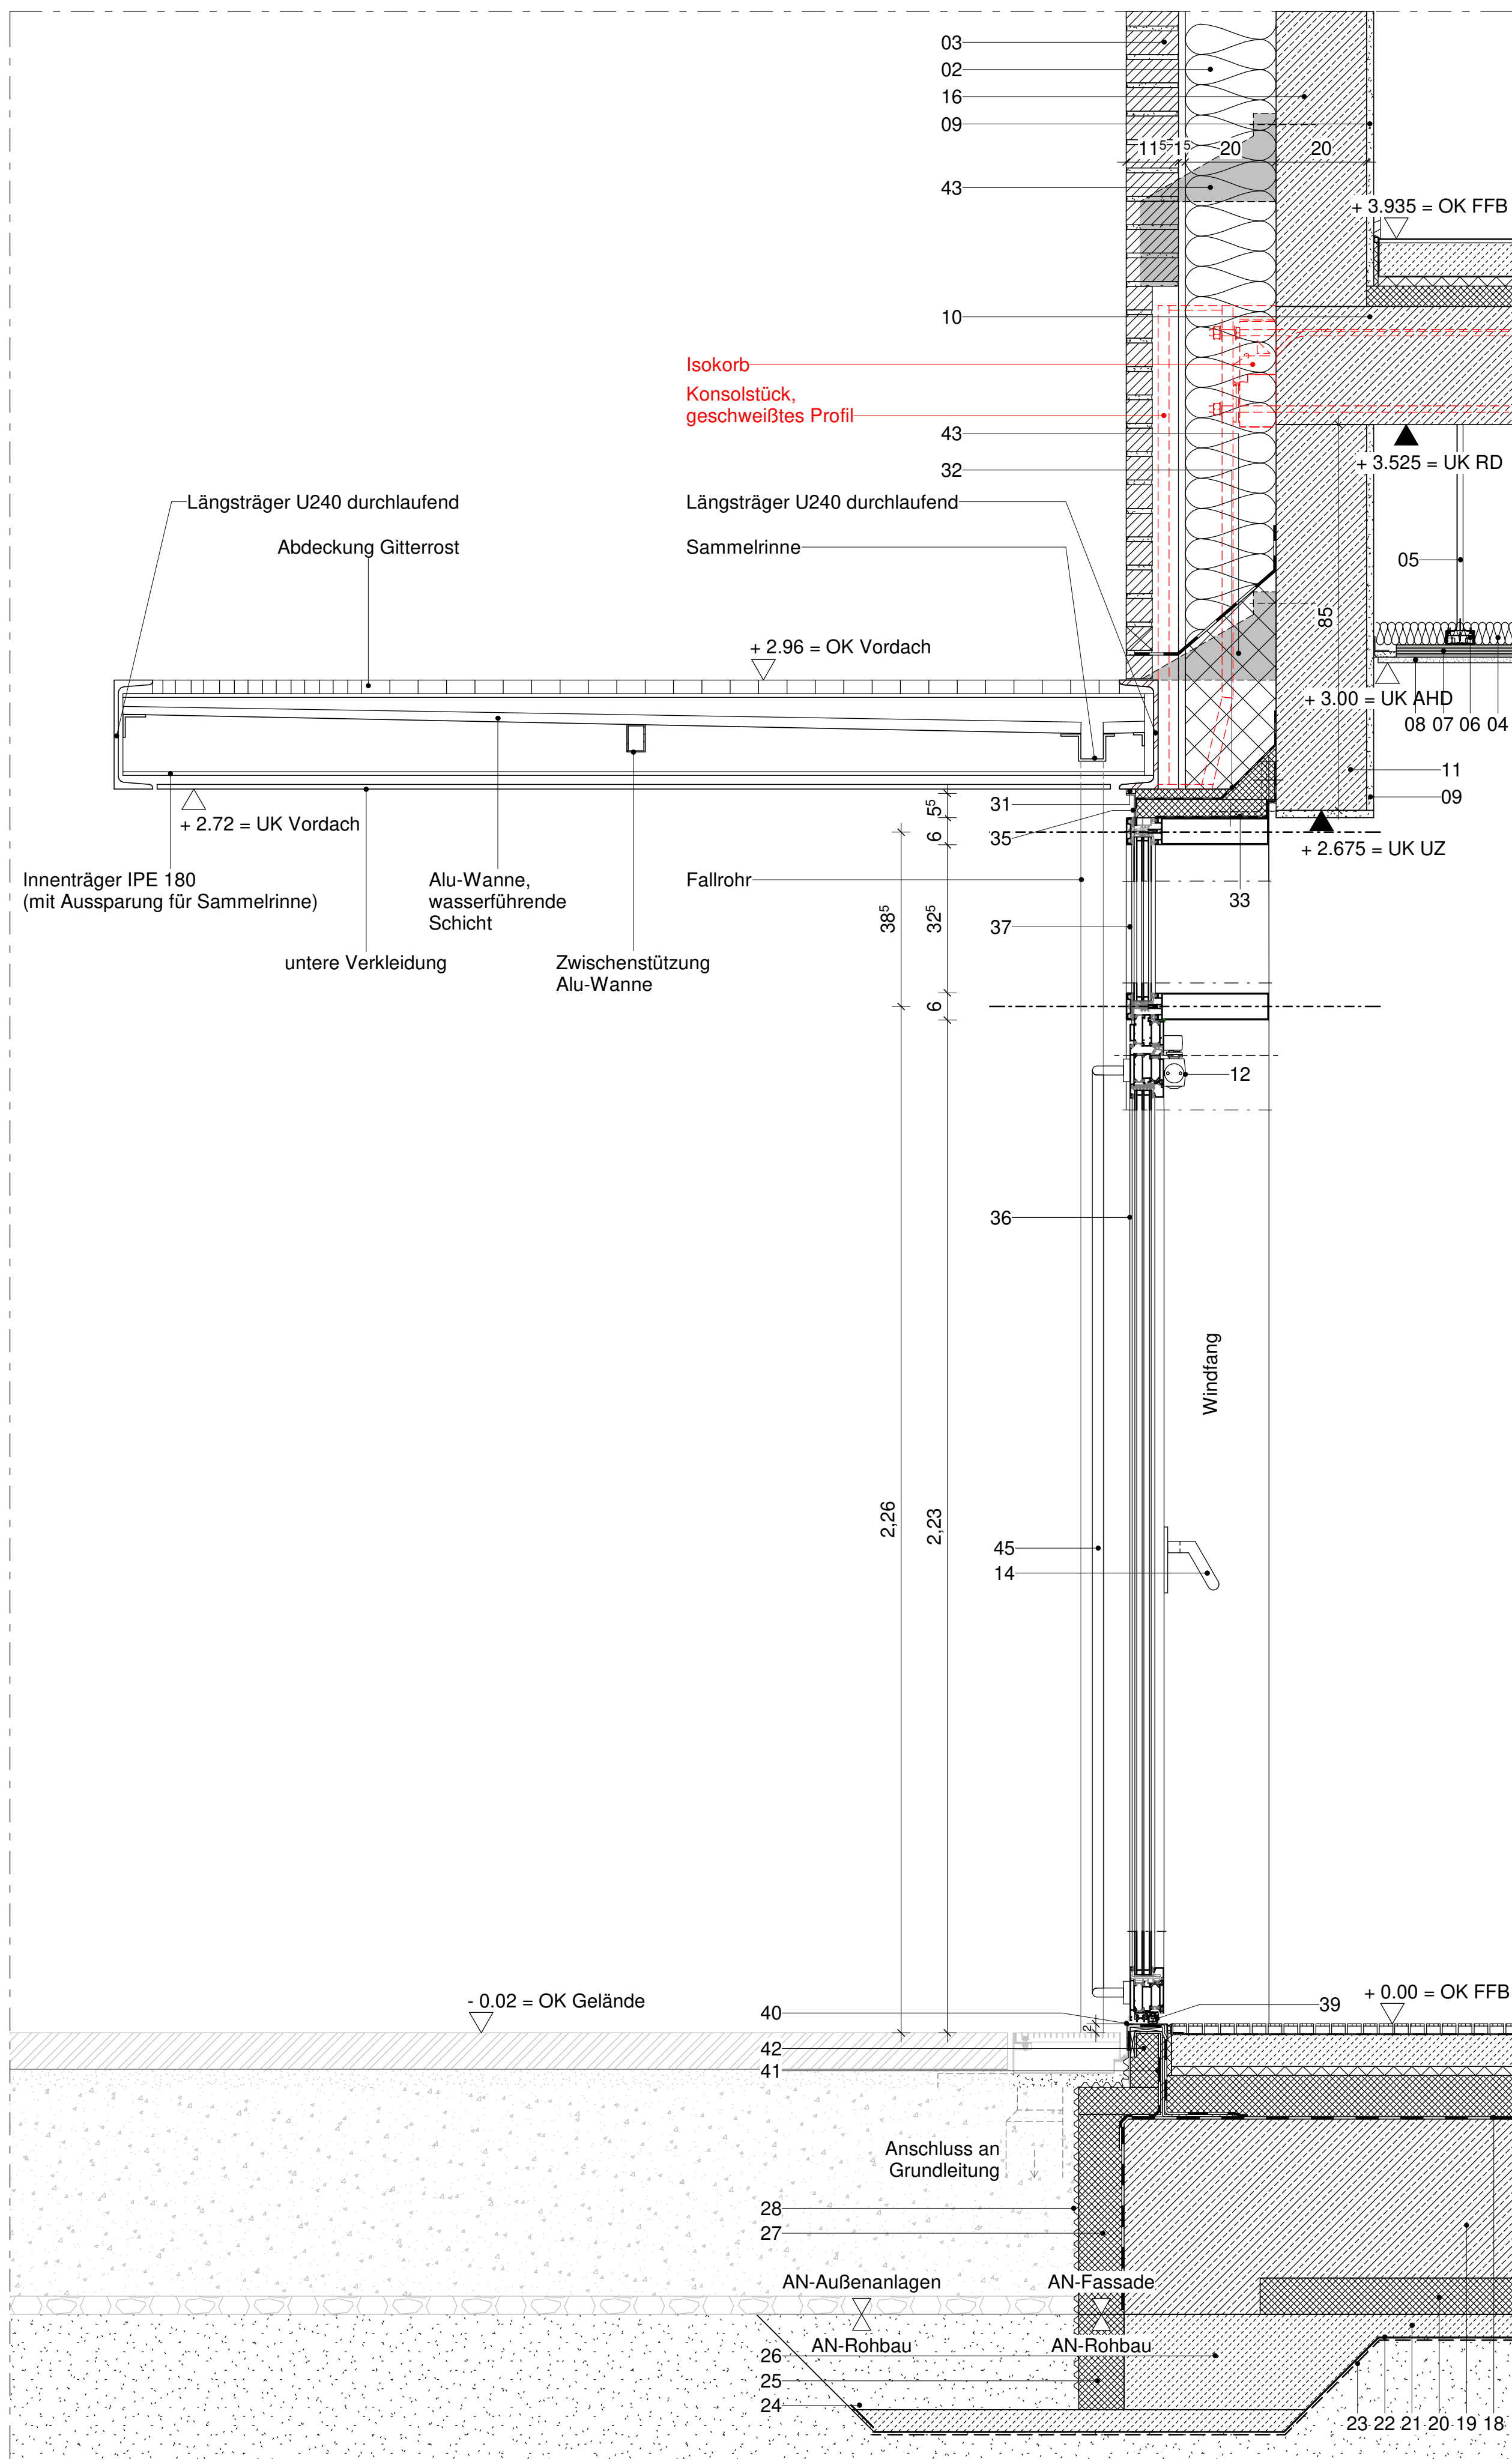 03
02
16
09
11⁵ 1⁵ 20 20
43
+ 3.935 = OK FFB
10
Isokorb
Konsolstück,
geschweißtes Profil
43
32
+ 3.525 = UK RD
Längsträger U240 durchlaufend
Längsträger U240 durchlaufend
Abdeckung Gitterrost
Sammelrinne
05
85
+ 2.96 = OK Vordach
+ 3.00 = UK AHD
08 07 06 04
11
09
31
5⁵
+ 2.72 = UK Vordach
35
6
+ 2.675 = UK UZ
Innenträger IPE 180
(mit Aussparung für Sammelrinne)
Alu-Wanne,
wasserführende
Schicht
Fallrohr
33
38⁵
32⁵
37
untere Verkleidung
Zwischenstützung
Alu-Wanne
6
12
36
Windfang
2,26
2,23
45
14
- 0.02 = OK Gelände
+ 0.00 = OK FFB
40
39
2
42
41
Anschluss an
Grundleitung
28
27
AN-Außenanlagen
AN-Fassade
AN-Rohbau
AN-Rohbau
26
25
24
23 22 21 20 19 18